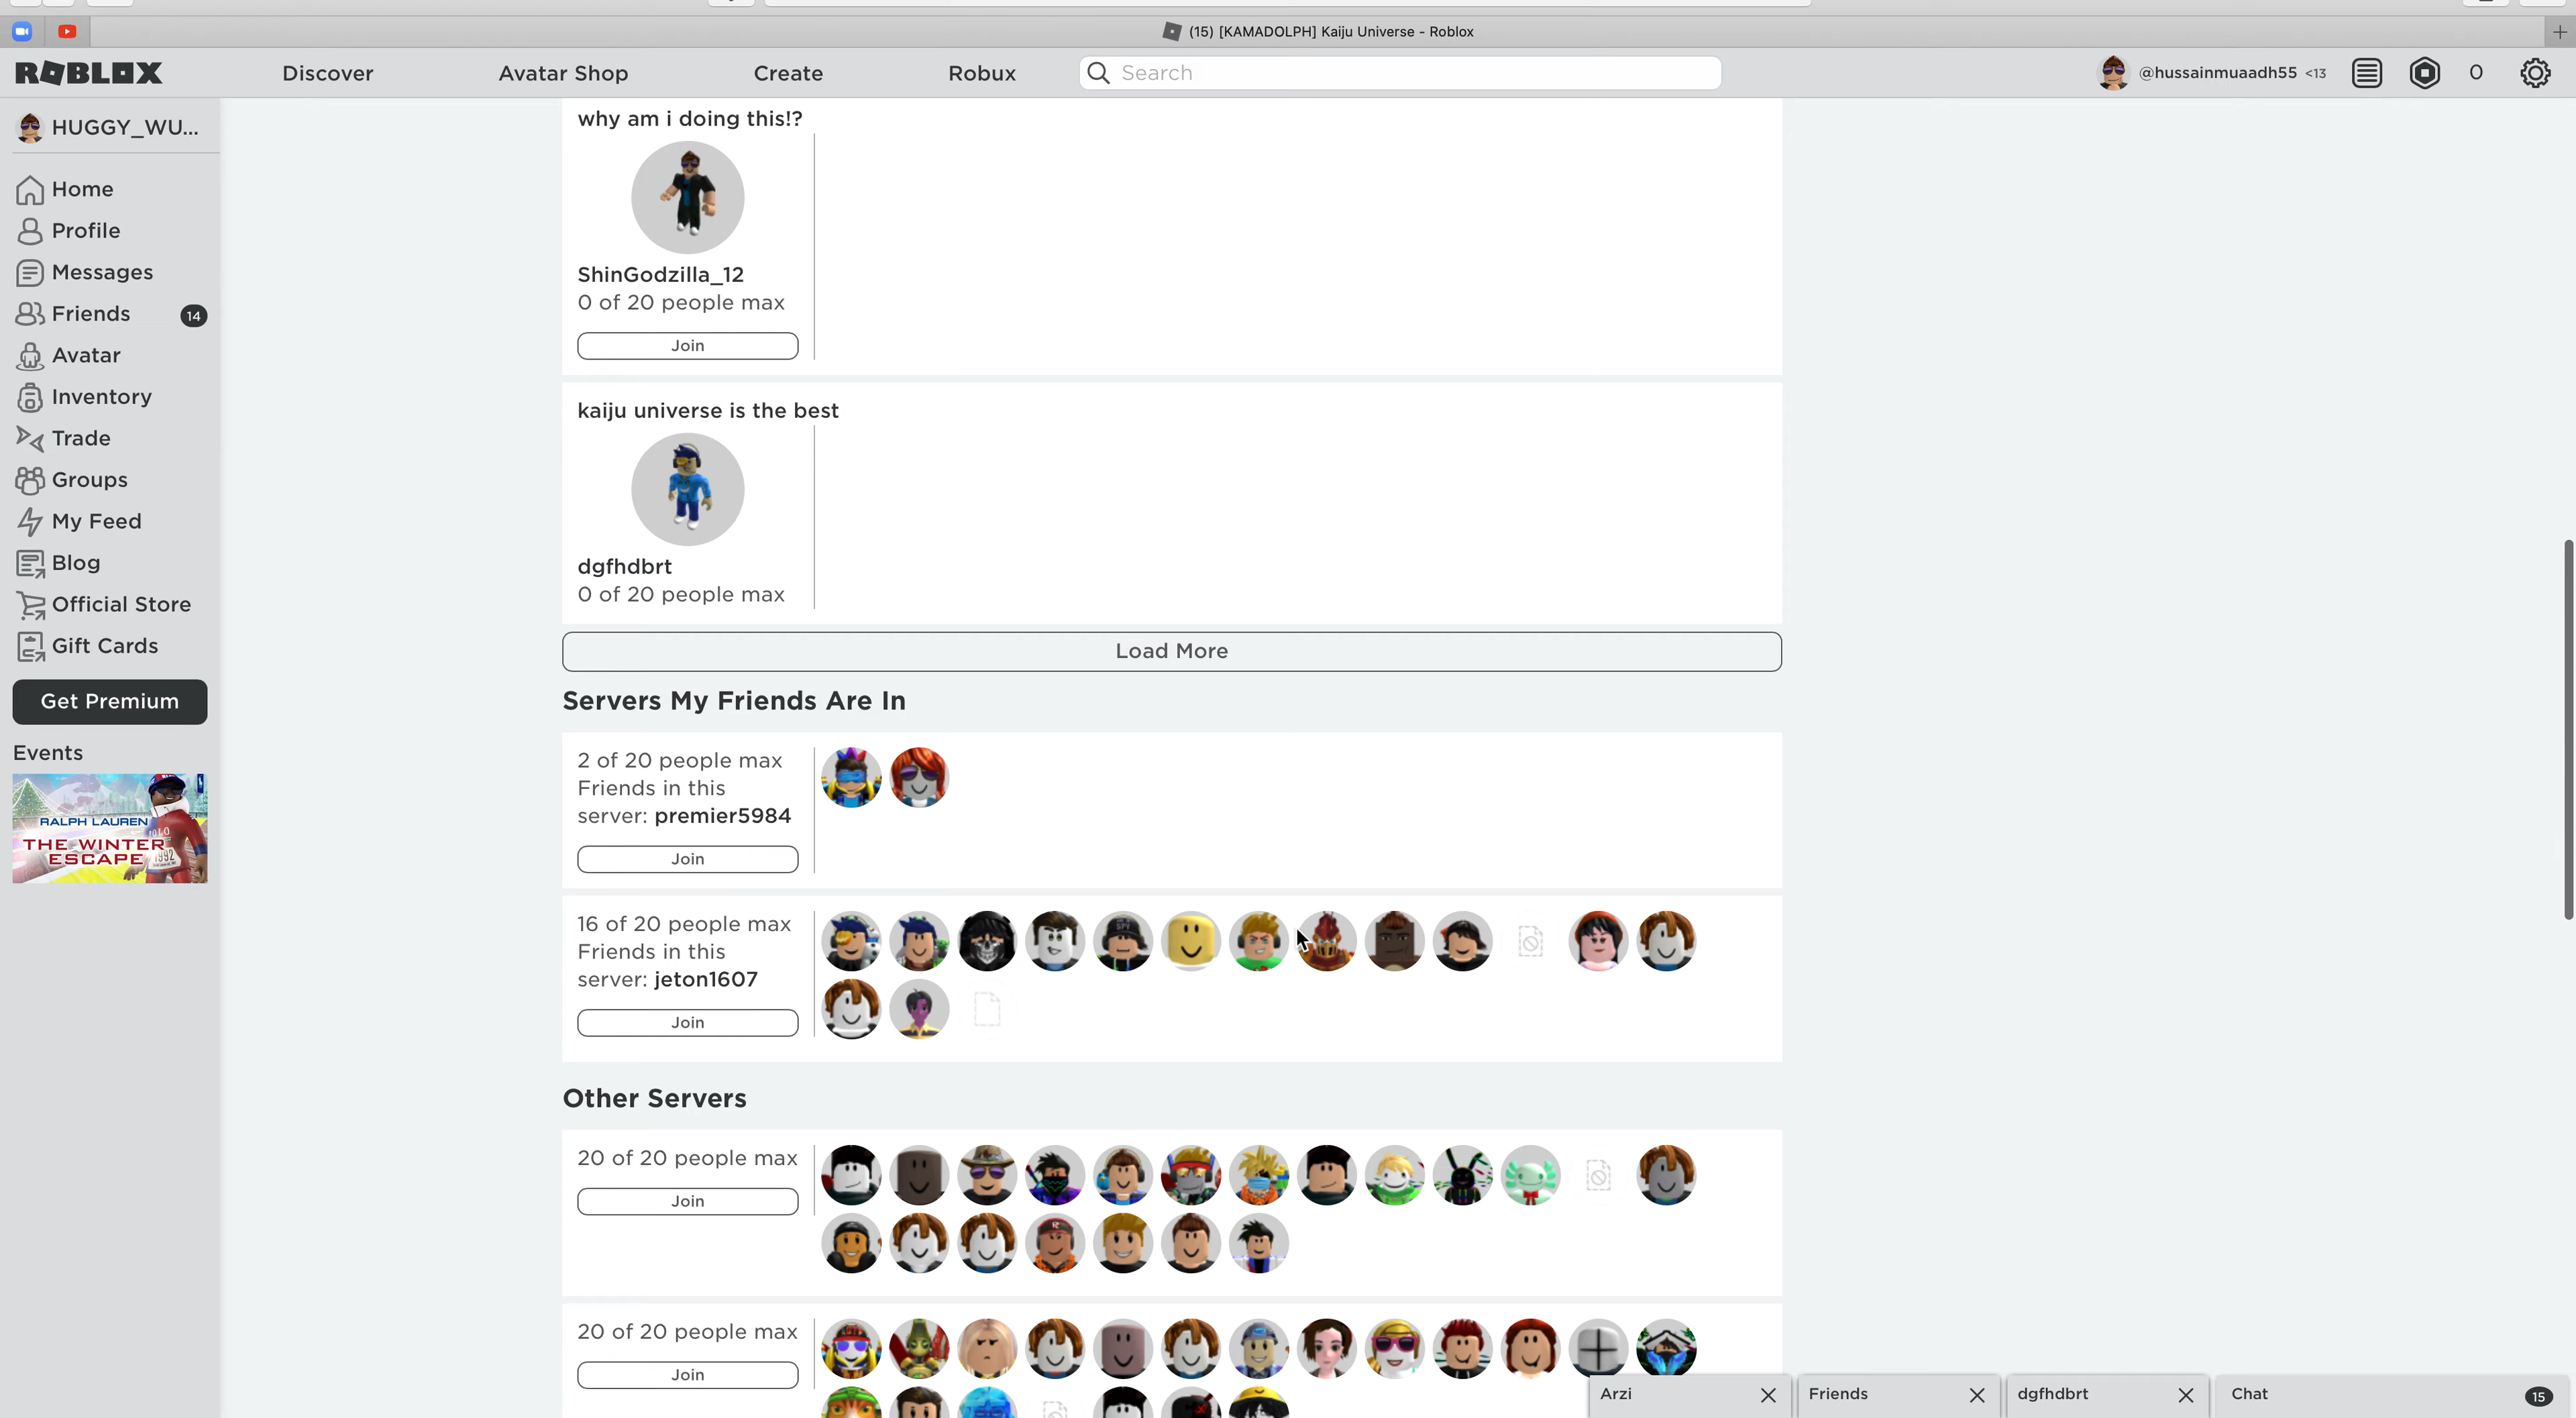 (15) [KAMADOLPH] Kaiju Universe - Roblox
ROBLOX
Discover
Avatar Shop
Create
Robux
Search
@hussainmuaadh55 <13
0
HUGGY_WU...
Home
Profile
Messages
Friends 14
Avatar
Inventory
Trade
Groups
My Feed
Blog
Official Store
Gift Cards
Get Premium
Events
RALPH LAUREN
THE WINTER
ESCAPE
1992
why am i doing this!?
ShinGodzilla_12
0 of 20 people max
Join
kaiju universe is the best
dgfhdbrt
0 of 20 people max
Load More
Servers My Friends Are In
2 of 20 people max
Friends in this
server: premier5984
Join
16 of 20 people max
Friends in this
server: jeton1607
Join
Other Servers
20 of 20 people max
Join
20 of 20 people max
Join
Arzi
Friends
dgfhdbrt
Chat 15